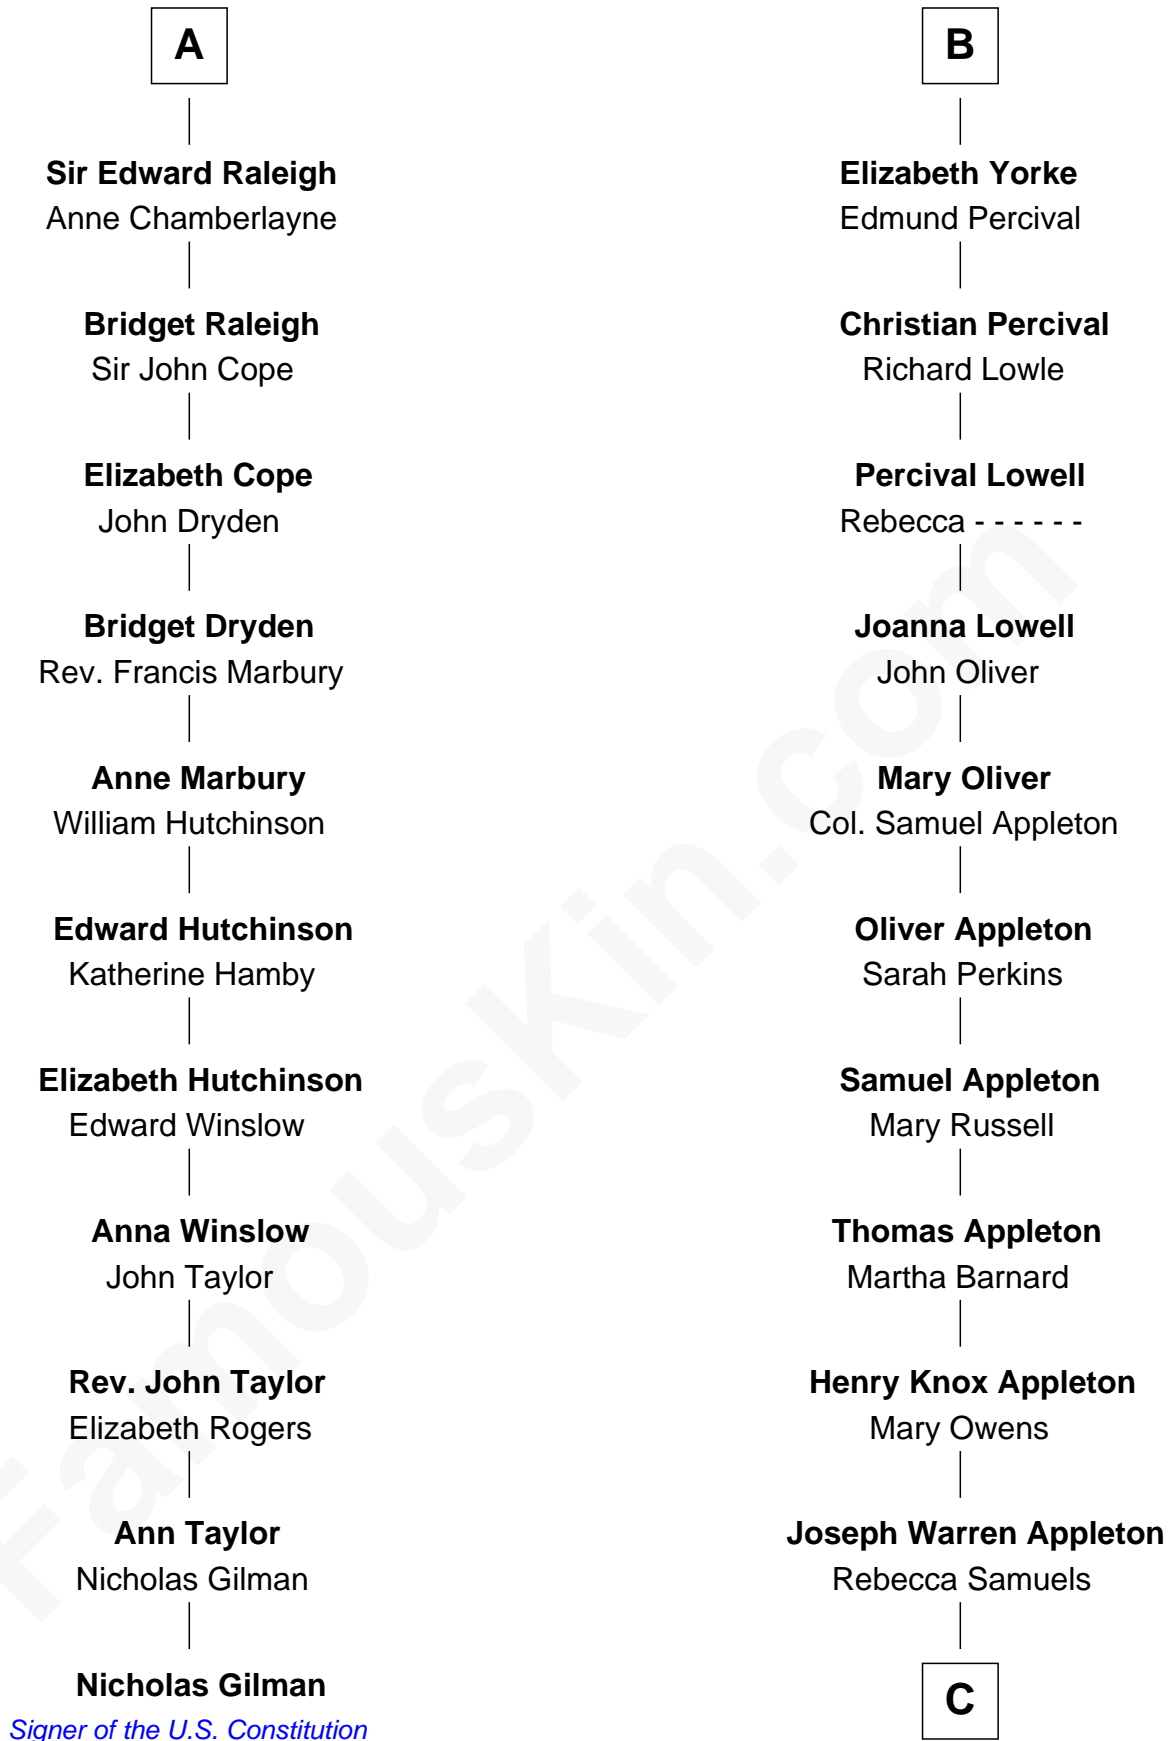 A
Sir Edward Raleigh
Anne Chamberlayne
Bridget Raleigh
Sir John Cope
Elizabeth Cope
John Dryden
Bridget Dryden
Rev. Francis Marbury
Anne Marbury
William Hutchinson
Edward Hutchinson
Katherine Hamby
Elizabeth Hutchinson
Edward Winslow
Anna Winslow
John Taylor
Rev. John Taylor
Elizabeth Rogers
Ann Taylor
Nicholas Gilman
Nicholas Gilman
Signer of the U.S. Constitution
B
Elizabeth Yorke
Edmund Percival
Christian Percival
Richard Lowle
Percival Lowell
Rebecca - - - - - -
Joanna Lowell
John Oliver
Mary Oliver
Col. Samuel Appleton
Oliver Appleton
Sarah Perkins
Samuel Appleton
Mary Russell
Thomas Appleton
Martha Barnard
Henry Knox Appleton
Mary Owens
Joseph Warren Appleton
Rebecca Samuels
C
FamousKin.com